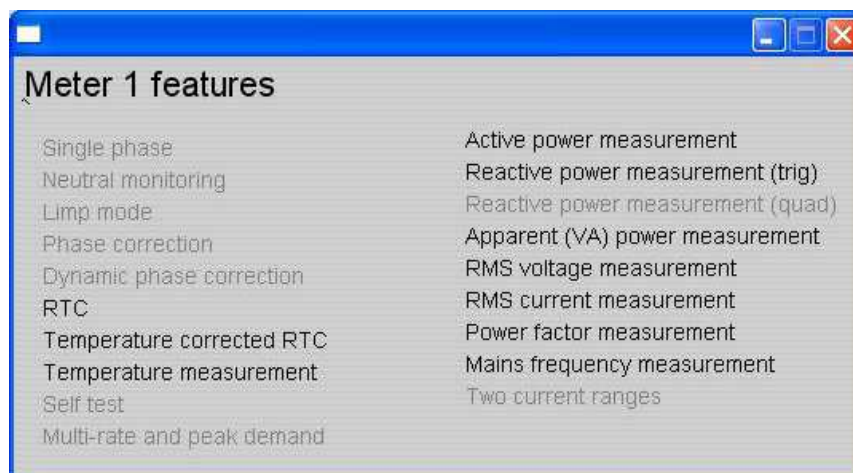 Meter 1 features
Single phase
Neutral monitoring
Limp mode
Phase correction
Dynamic phase correction
RTC
Temperature corrected RTC
Temperature measurement
Self test
Multi-rate and peak demand
Active power measurement
Reactive power measurement (trig)
Reactive power measurement (quad)
Apparent (VA) power measurement
RMS voltage measurement
RMS current measurement
Power factor measurement
Mains frequency measurement
Two current ranges